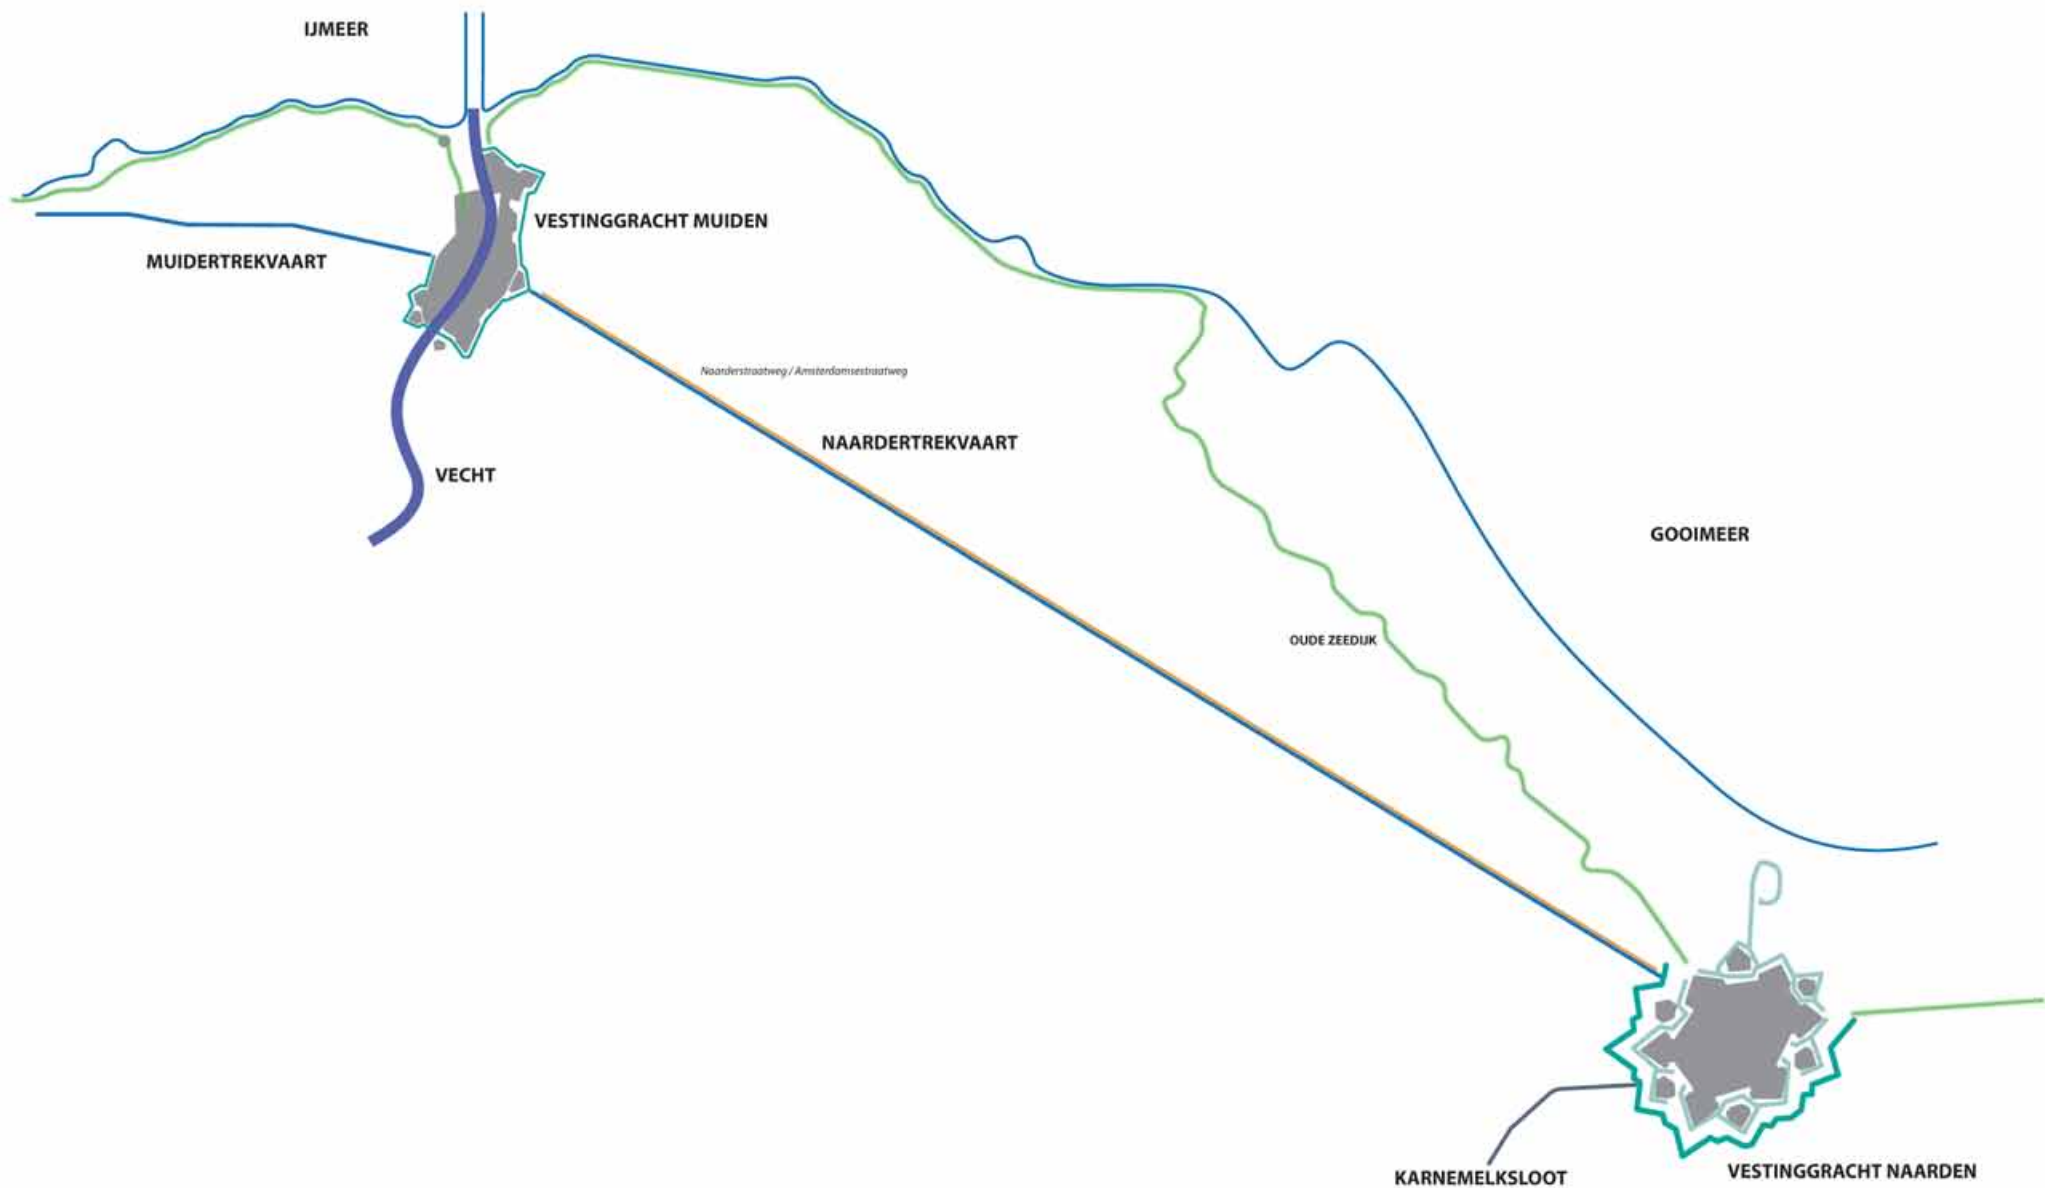 IJMEER
VESTINGGRACHT MUIDEN
MUIDERTREKVAART
Naarderstraatweg / Amsterdamsestraatweg
NAARDERTREKVAART
VECHT
GOOIMEER
OUDE ZEEDIJK
KARNEMELKSLOOT
VESTINGGRACHT NAARDEN